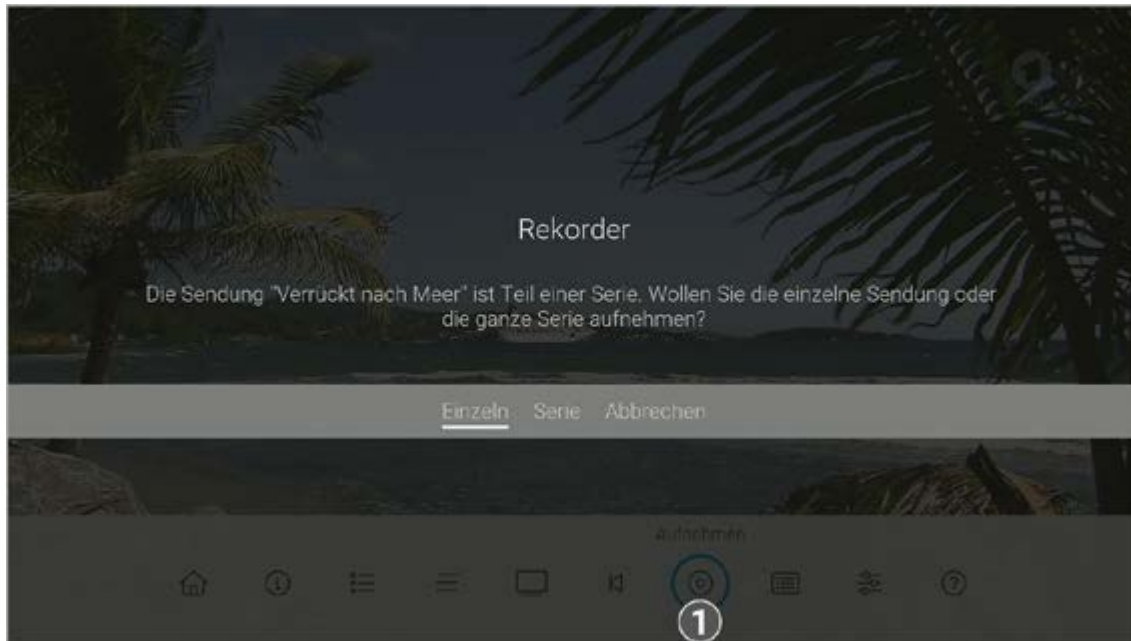 Rekorder
Die Sendung "Verrückt nach Meer" ist Teil einer Serie. Wollen Sie die einzelne Sendung oder
die ganze Serie aufnehmen?
Einzeln Serie Abbrechen
Aufnehmen
1